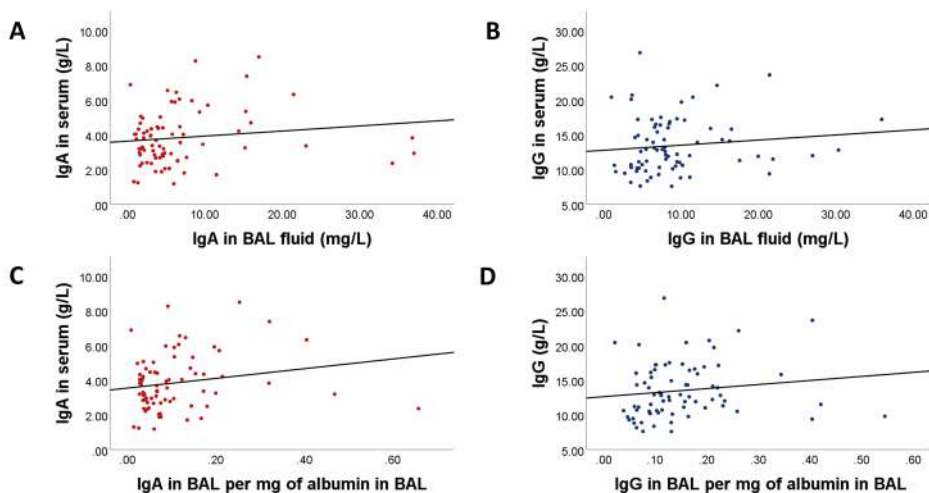 A
IgA in serum (g/L)
10.00
8.00
6.00
4.00
2.00
.00
.00 10.00 20.00 30.00 40.00
IgA in BAL fluid (mg/L)
B
IgG in serum (g/L)
30.00
25.00
20.00
15.00
10.00
5.00
.00 10.00 20.00 30.00 40.00
IgG in BAL fluid (mg/L)
C
IgA in serum (g/L)
10.00
8.00
6.00
4.00
2.00
.00
.00 .20 .40 .60
IgA in BAL per mg of albumin in BAL
D
IgG (g/L)
30.00
25.00
20.00
15.00
10.00
5.00
.00 .10 .20 .30 .40 .50 .60
IgG in BAL per mg of albumin in BAL